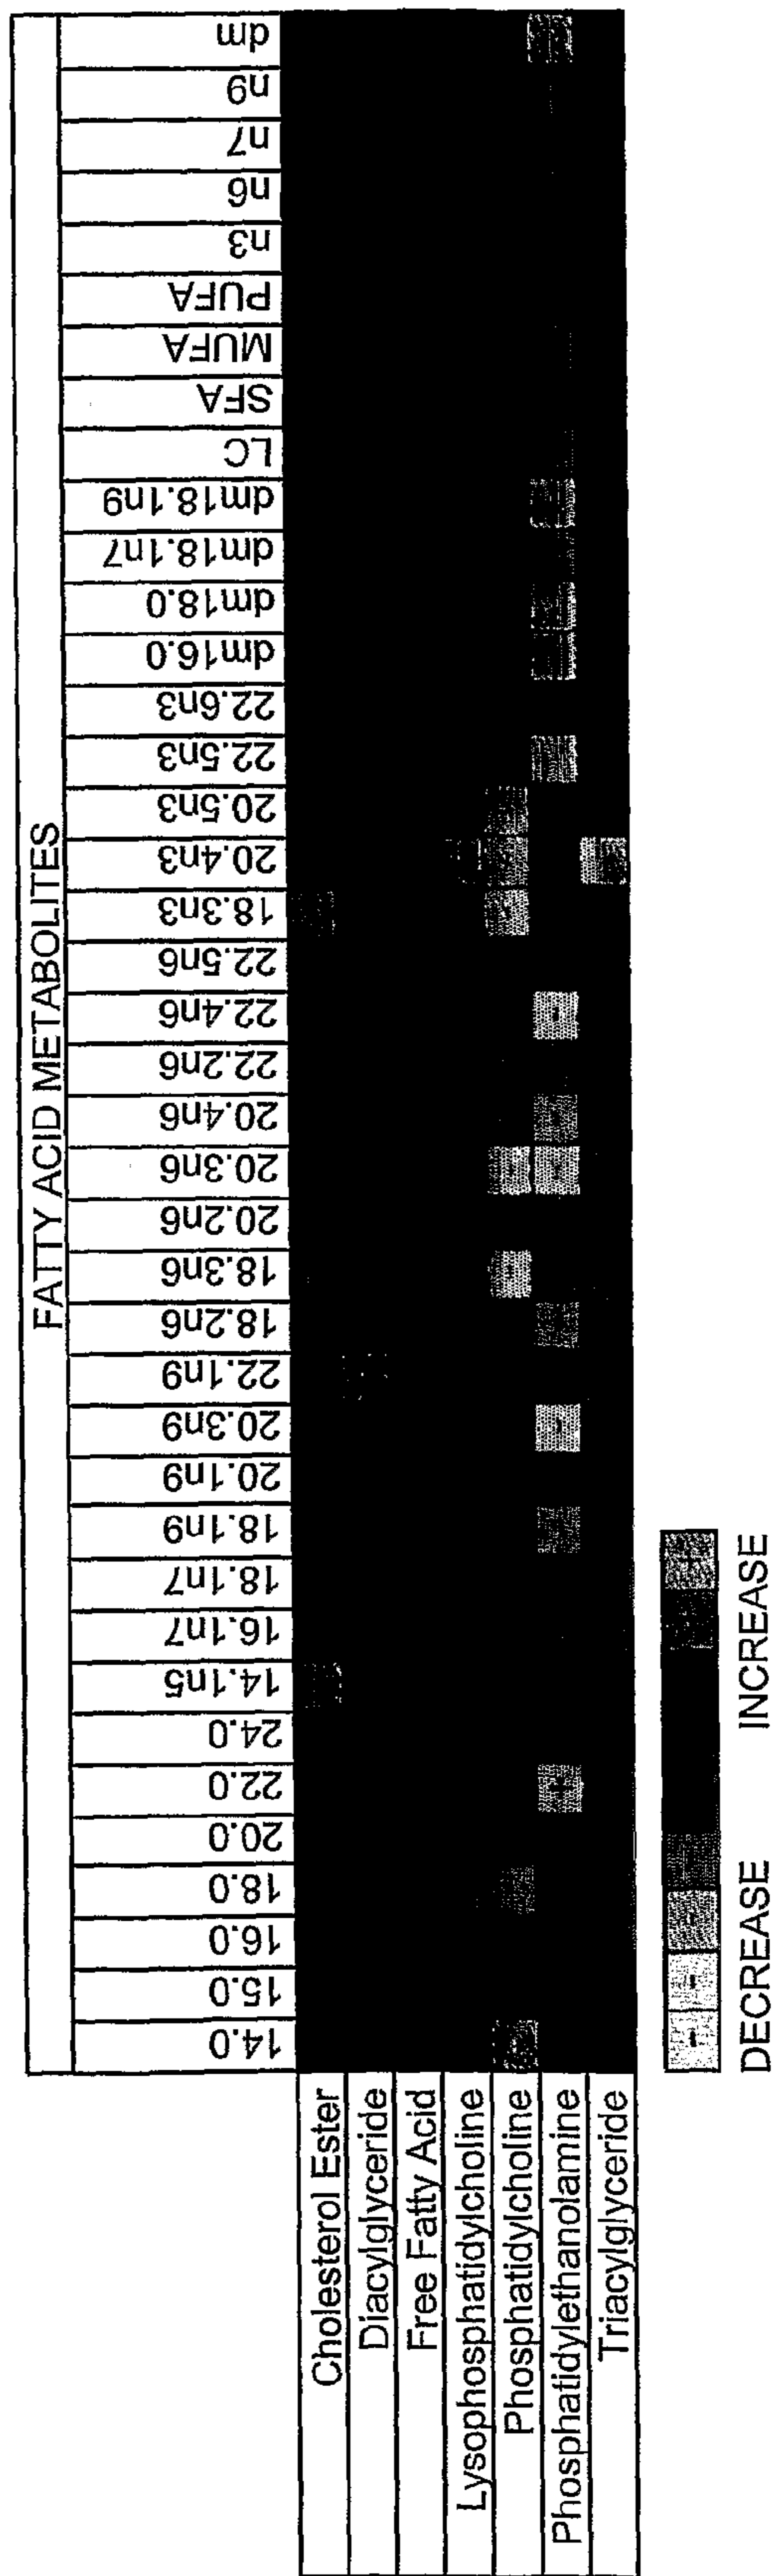 FATTY ACID METABOLITES
14.0
15.0
16.0
18.0
20.0
22.0
24.0
14.1n5
16.1n7
18.1n7
18.1n9
20.1n9
20.3n9
22.1n9
18.2n6
18.3n6
20.2n6
20.3n6
20.4n6
22.2n6
22.4n6
22.5n6
18.3n3
20.4n3
20.5n3
22.5n3
22.6n3
dm16.0
dm18.0
dm18.1n7
dm18.1n9
LC
SFA
MUFA
PUFA
n3
n6
n7
n9
dm
Cholesterol Ester
Diacylglyceride
Free Fatty Acid
Lysophosphatidylcholine
Phosphatidylcholine
Phosphatidylethanolamine
Triacylglyceride
DECREASE INCREASE